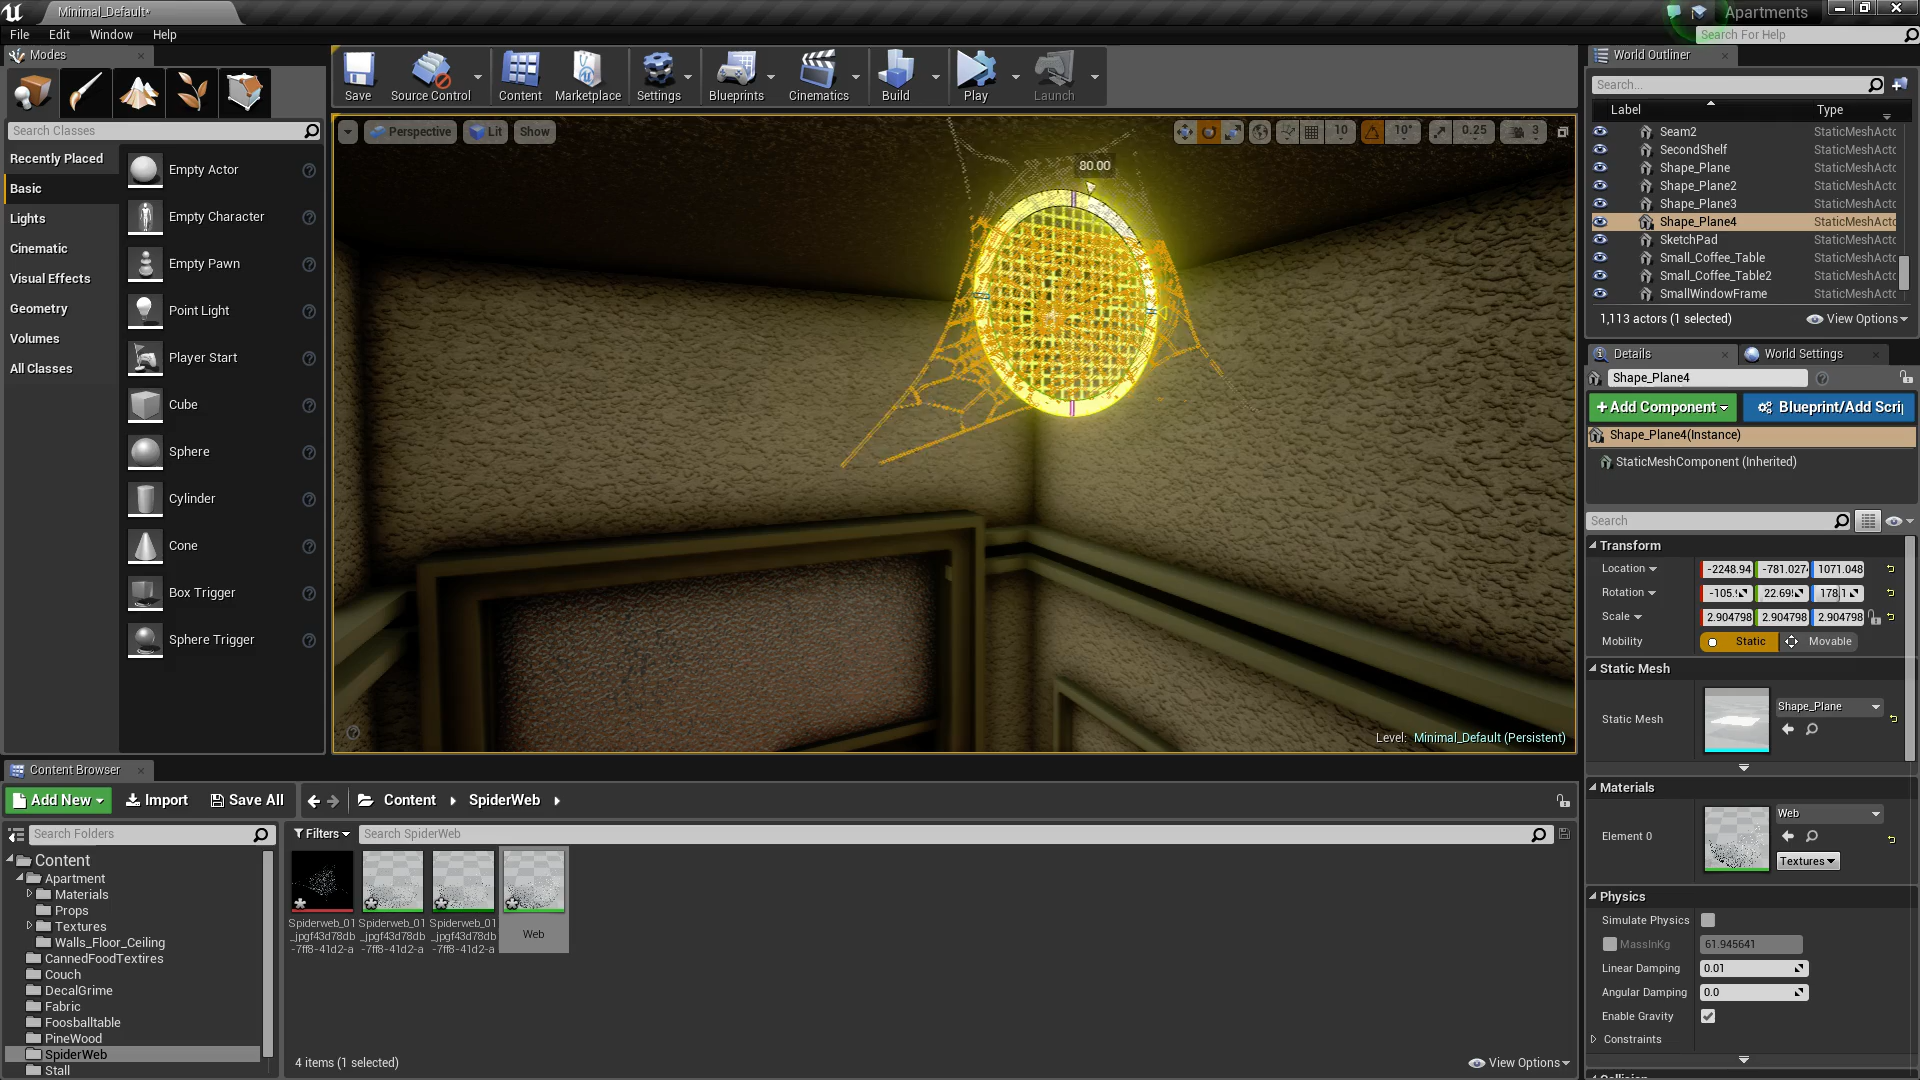 Minimal_Default*
Apartments
File Edit Window Help
Search For Help
Modes
Search Classes
Recently Placed
Basic
Lights
Cinematic
Visual Effects
Geometry
Volumes
All Classes
Empty Actor
Empty Character
Empty Pawn
Point Light
Player Start
Cube
Sphere
Cylinder
Cone
Box Trigger
Sphere Trigger
Save
Source Control
Content
Marketplace
Settings
Blueprints
Cinematics
Build
Play
Launch
Perspective
Lit
Show
10
10°
0.25
3
80.00
Level: Minimal_Default (Persistent)
World Outliner
Search...
Label Type
Seam2 StaticMeshActo
SecondShelf StaticMeshActo
Shape_Plane StaticMeshActo
Shape_Plane2 StaticMeshActo
Shape_Plane3 StaticMeshActo
Shape_Plane4 StaticMeshActo
SketchPad StaticMeshActo
Small_Coffee_Table StaticMeshActo
Small_Coffee_Table2 StaticMeshActo
SmallWindowFrame StaticMeshActo
1,113 actors (1 selected)
View Options
Details
World Settings
Shape_Plane4
+Add Component
Blueprint/Add Scri
Shape_Plane4(Instance)
StaticMeshComponent (Inherited)
Search
Transform
Location -2248.94 -781.027 1071.048
Rotation -105. 22.69 178.1
Scale 2.904798 2.904798 2.904798
Mobility Static Movable
Static Mesh
Static Mesh
Shape_Plane
Materials
Element 0
Web
Textures
Physics
Simulate Physics
MassInKg 61.945641
Linear Damping 0.01
Angular Damping 0.0
Enable Gravity
Constraints
Collision
Content Browser
Add New
Import
Save All
Content
SpiderWeb
Search Folders
Filters
Search SpiderWeb
Content
Apartment
Materials
Props
Textures
Walls_Floor_Ceiling
CannedFoodTextires
Couch
DecalGrime
Fabric
Foosballtable
PineWood
SpiderWeb
Stall
Spiderweb_01
_jpgf43d78db
-7ff8-41d2-a
Spiderweb_01
_jpgf43d78db
-7ff8-41d2-a
Spiderweb_01
_jpgf43d78db
-7ff8-41d2-a
Web
4 items (1 selected)
View Options